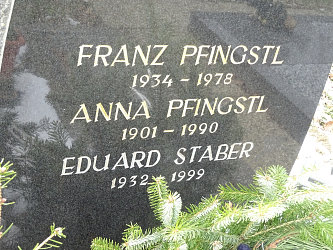 FRANZ PFINGSTL
1934 – 1978
ANNA PFINGSTL
1901 – 1990
EDUARD STABER
1932 – 1999